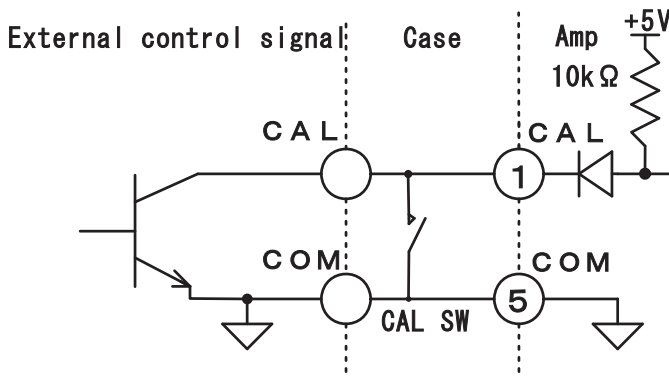 External control signal
Case
Amp
+5V
10kΩ
CAL
CAL
1
COM
COM
5
CAL SW